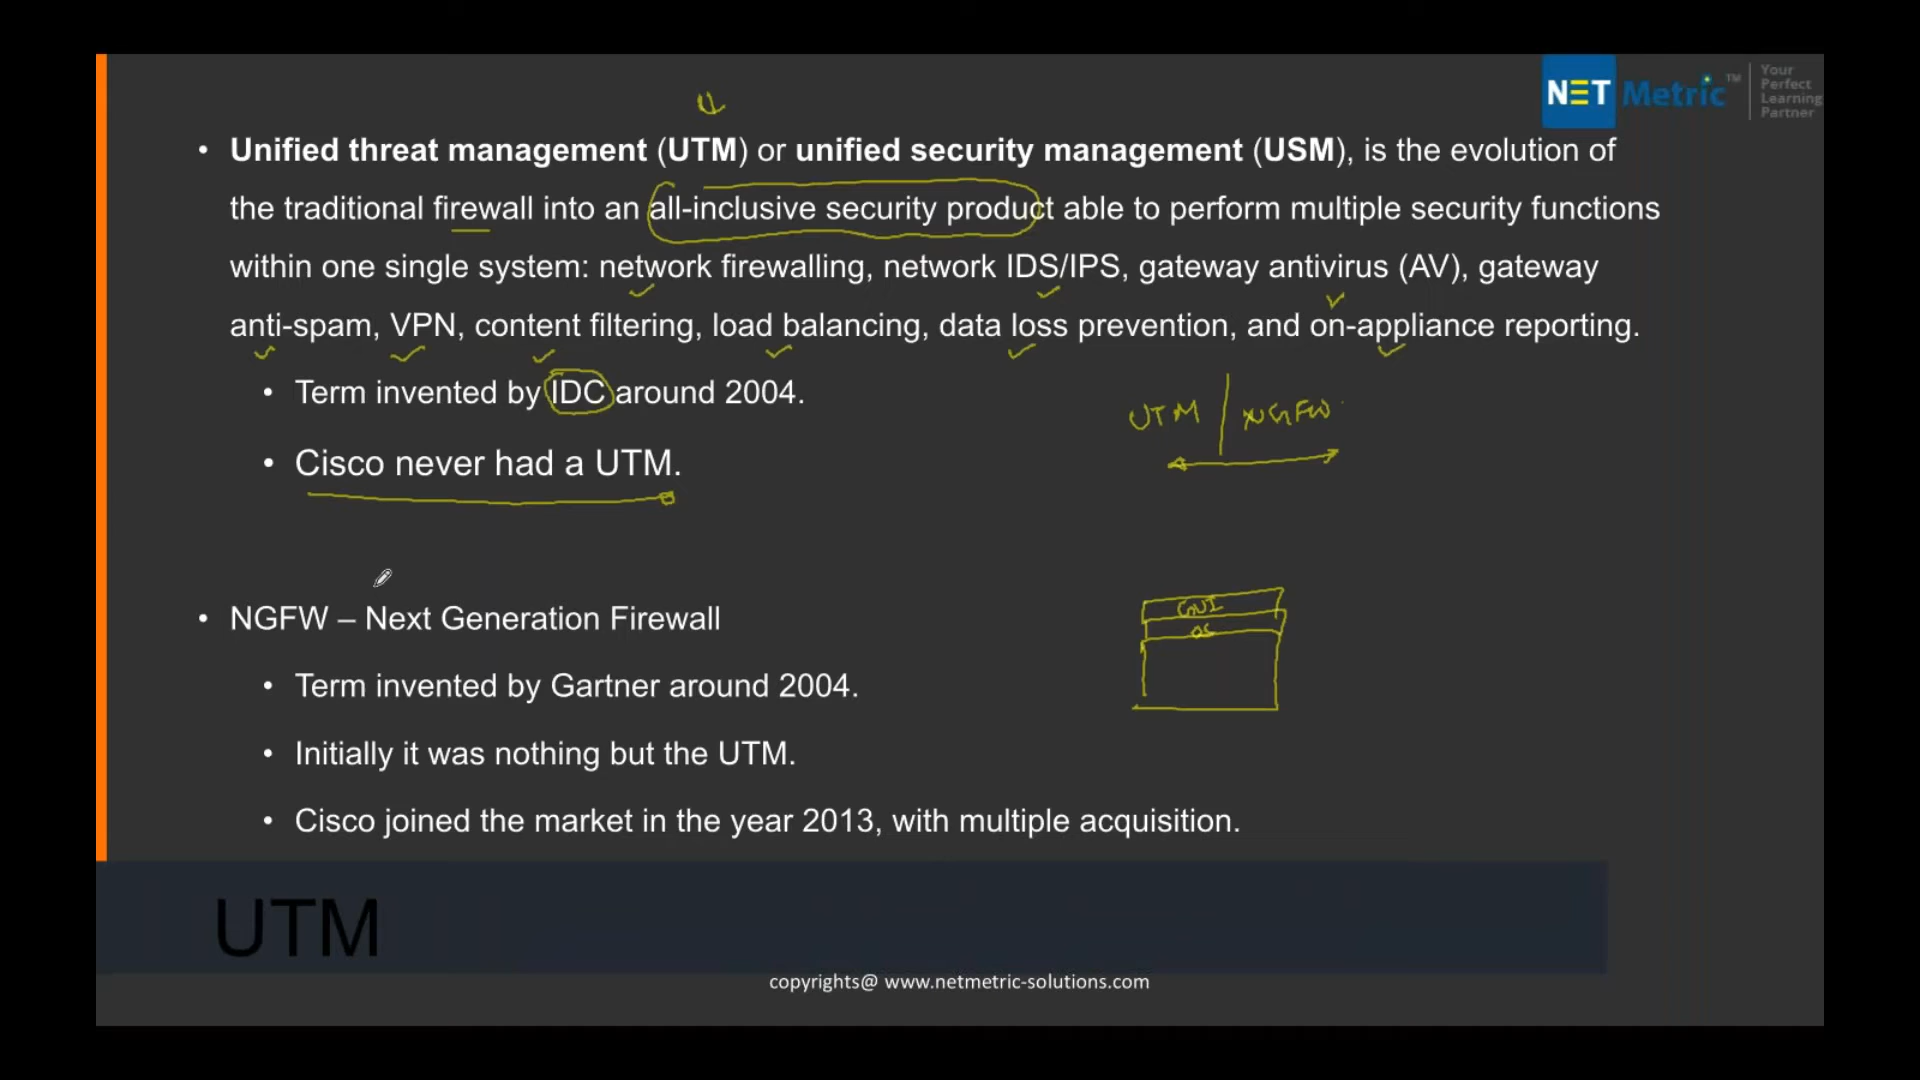 NET Metric™
Your
Perfect
Learning
Partner
• Unified threat management (UTM) or unified security management (USM), is the evolution of
the traditional firewall into an all-inclusive security product able to perform multiple security functions
within one single system: network firewalling, network IDS/IPS, gateway antivirus (AV), gateway
anti-spam, VPN, content filtering, load balancing, data loss prevention, and on-appliance reporting.
• Term invented by IDC around 2004.
UTM NGFW
• Cisco never had a UTM.
GUI
OS
• NGFW – Next Generation Firewall
• Term invented by Gartner around 2004.
• Initially it was nothing but the UTM.
• Cisco joined the market in the year 2013, with multiple acquisition.
UTM
copyrights@ www.netmetric-solutions.com